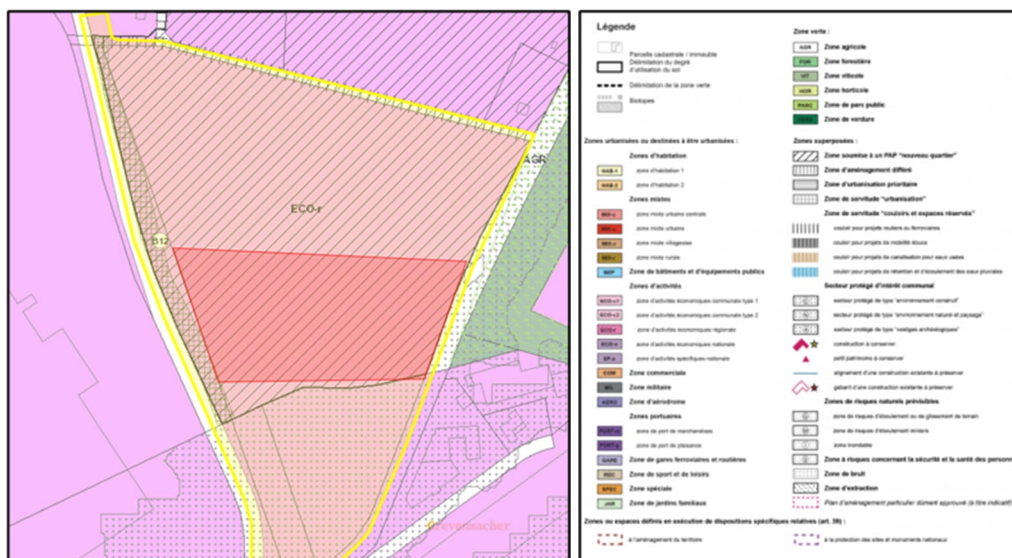 AGR
ECO-r
B12
Grevenmacher
Légende
Parcelle cadastrale / immeuble
Délimitation du degré
d'utilisation du sol
Délimitation de la zone verte
Biotopes
Zones urbanisées ou destinées à être urbanisées :
Zones d'habitation
HAB-1 zone d'habitation 1
HAB-2 zone d'habitation 2
Zones mixtes
zone mixte urbaine centrale
zone mixte urbaine
zone mixte villageoise
zone mixte rurale
BEP Zone de bâtiments et d'équipements publics
Zones d'activités
ECO-c1 zone d'activités économiques communale type 1
ECO-c2 zone d'activités économiques communale type 2
ECO-r zone d'activités économiques régionale
ECO-n zone d'activités économiques nationale
SP-n zone d'activités spécifiques nationale
COM Zone commerciale
MIL Zone militaire
AERO Zone d'aérodrome
Zones portuaires
zone de port de marchandises
zone de port de plaisance
GARE Zone de gares ferroviaires et routières
REC Zone de sport et de loisirs
SPEC Zone spéciale
JAR Zone de jardins familiaux
Zones ou espaces définis en exécution de dispositions spécifiques relatives (art. 39) :
à l'aménagement du territoire
à la protection des sites et monuments nationaux
Zone verte :
AGR Zone agricole
FOR Zone forestière
VIT Zone viticole
HOR Zone horticole
PARC Zone de parc public
Zone de verdure
Zones superposées :
Zone soumise à un PAP "nouveau quartier"
Zone d'aménagement différé
Zone d'urbanisation prioritaire
Zone de servitude "urbanisation"
Zone de servitude "couloirs et espaces réservés"
couloir pour projets routiers ou ferroviaires
couloir pour projets de mobilité douce
couloir pour projets de canalisation pour eaux usées
couloir pour projets de rétention et d'écoulement des eaux pluviales
Secteur protégé d'intérêt communal
secteur protégé de type "environnement construit"
secteur protégé de type "environnement naturel et paysage"
secteur protégé de type "vestiges archéologiques"
construction à conserver
petit patrimoine à conserver
alignement d'une construction existante à préserver
gabarit d'une construction existante à préserver
Zones de risques naturels prévisibles
zone de risques d'éboulement ou de glissement de terrain
zone de risques d'éboulement miniers
zone inondable
Zone à risques concernant la sécurité et la santé des person
Zone de bruit
Zone d'extraction
Plan d'aménagement particulier dûment approuvé (à titre indicatif)